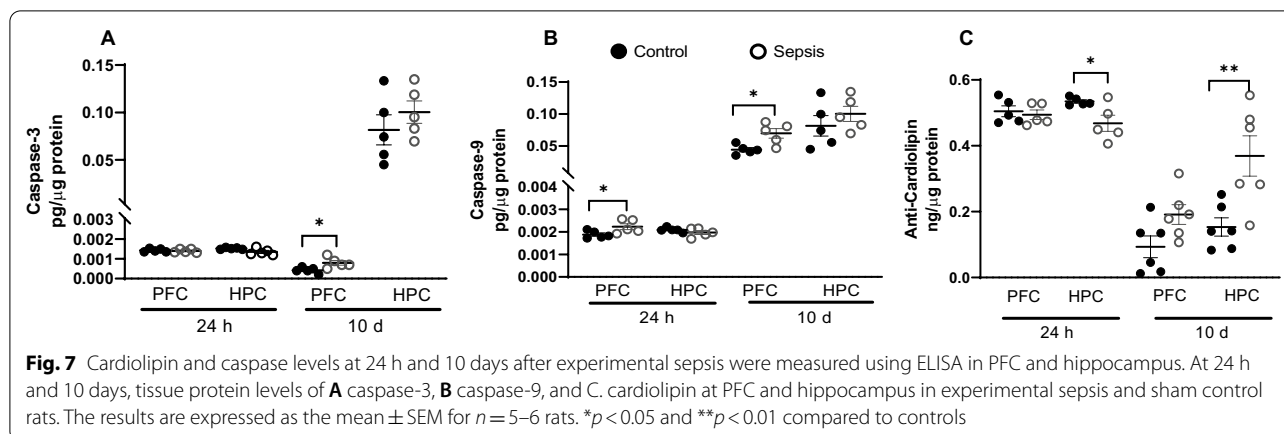 A
Caspase-3
pg/µg protein
0.15
0.10
0.05
0.003
0.002
0.001
0.000
*
PFC HPC PFC HPC
24 h 10 d
B
Control Sepsis
Caspase-9
pg/µg protein
0.15
0.10
0.05
0.004
0.003
0.002
0.001
0.000
*
*
PFC HPC PFC HPC
24 h 10 d
C
Anti-Cardiolipin
ng/µg protein
0.6
0.4
0.2
0.0
*
**
PFC HPC PFC HPC
24 h 10 d
Fig. 7 Cardiolipin and caspase levels at 24 h and 10 days after experimental sepsis were measured using ELISA in PFC and hippocampus. At 24 h
and 10 days, tissue protein levels of A caspase-3, B caspase-9, and C. cardiolipin at PFC and hippocampus in experimental sepsis and sham control
rats. The results are expressed as the mean ± SEM for n = 5–6 rats. *p < 0.05 and **p < 0.01 compared to controls